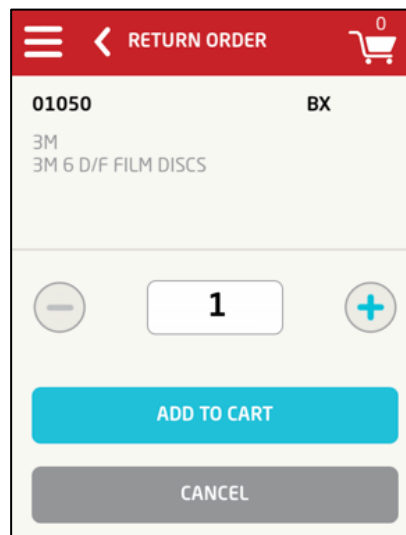 RETURN ORDER
0
01050 BX
3M
3M 6 D/F FILM DISCS
1
ADD TO CART
CANCEL